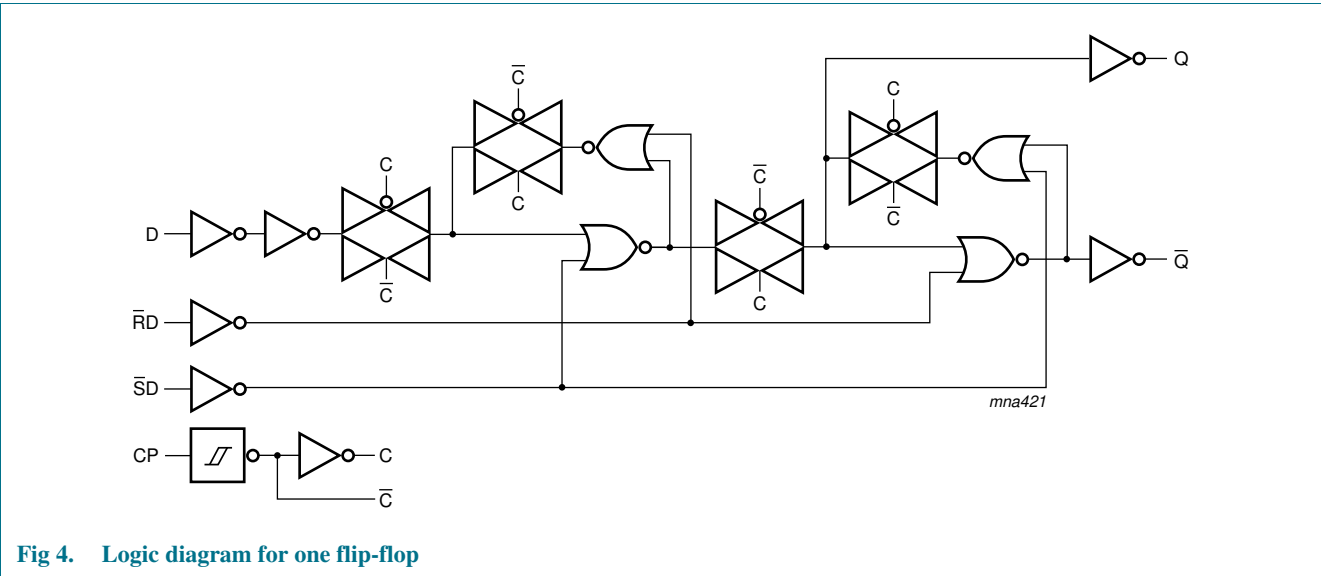 Q
C̅
C
C
C̅
C
C̅
D
C̅
C
Q̅
R̅D
S̅D
mna421
CP
C
C̅
Fig 4. Logic diagram for one flip-flop